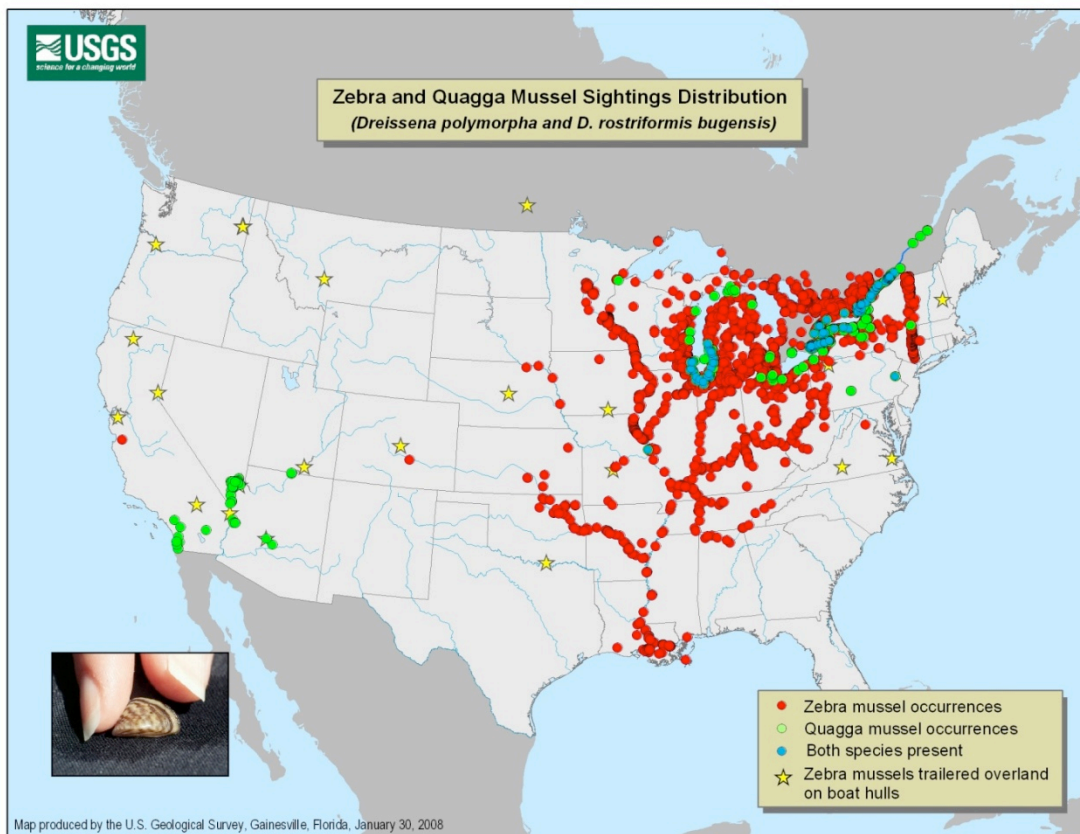 USGS
science for a changing world
Zebra and Quagga Mussel Sightings Distribution
(Dreissena polymorpha and D. rostriformis bugensis)
Zebra mussel occurrences
Quagga mussel occurrences
Both species present
Zebra mussels trailered overland
on boat hulls
Map produced by the U.S. Geological Survey, Gainesville, Florida, January 30, 2008